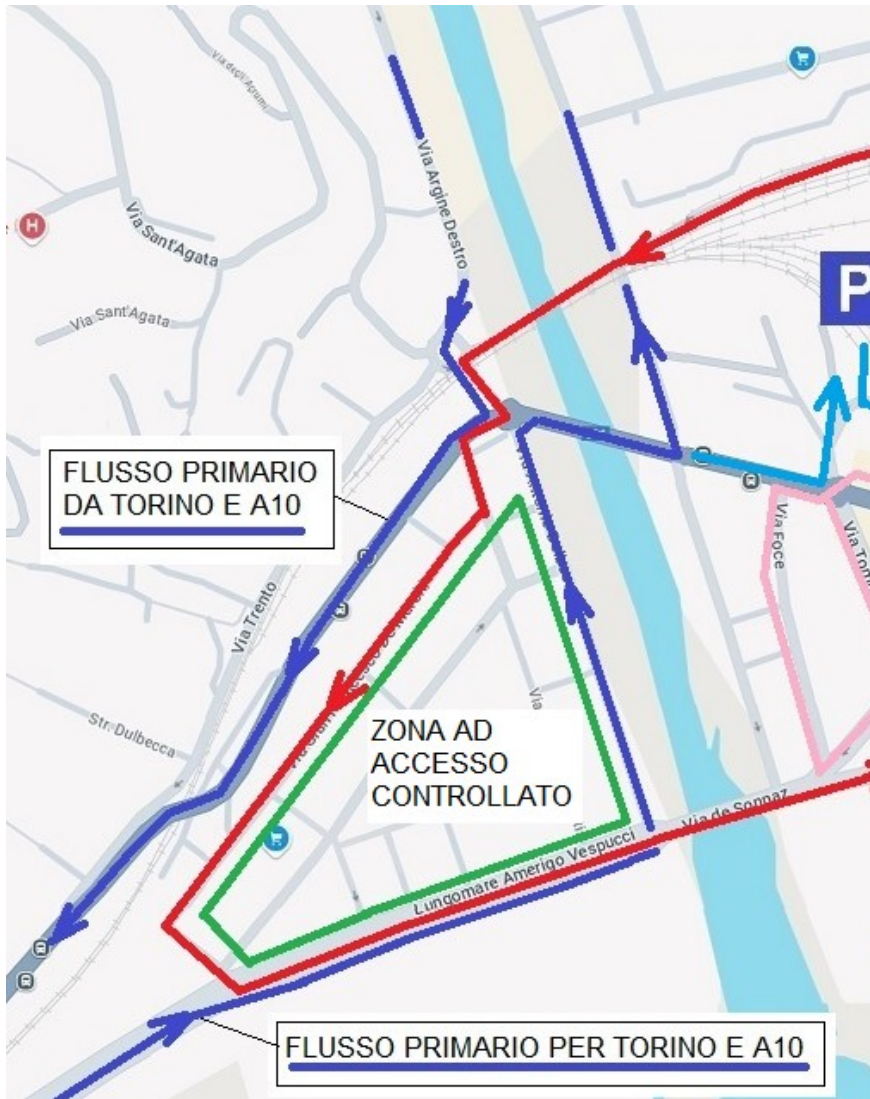 Via degli Agrumi
Via Sant'Agata
Via Argine Destro
H
Via Sant'Agata
P
FLUSSO PRIMARIO
DA TORINO E A10
Via Foce
Via Trento
Str. Dulbecca
Via
ZONA AD
ACCESSO
CONTROLLATO
Via de Sonnaz
Lungomare Amerigo Vespucci
FLUSSO PRIMARIO PER TORINO E A10